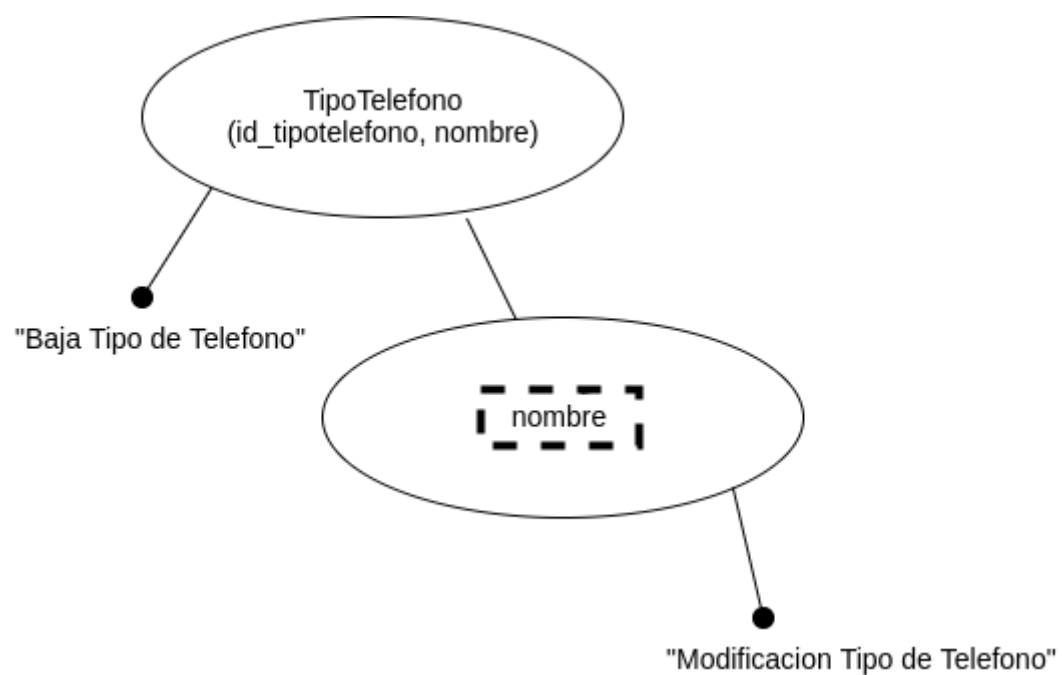 TipoTelefono
(id_tipotelefono, nombre)
"Baja Tipo de Telefono"
nombre
"Modificacion Tipo de Telefono"